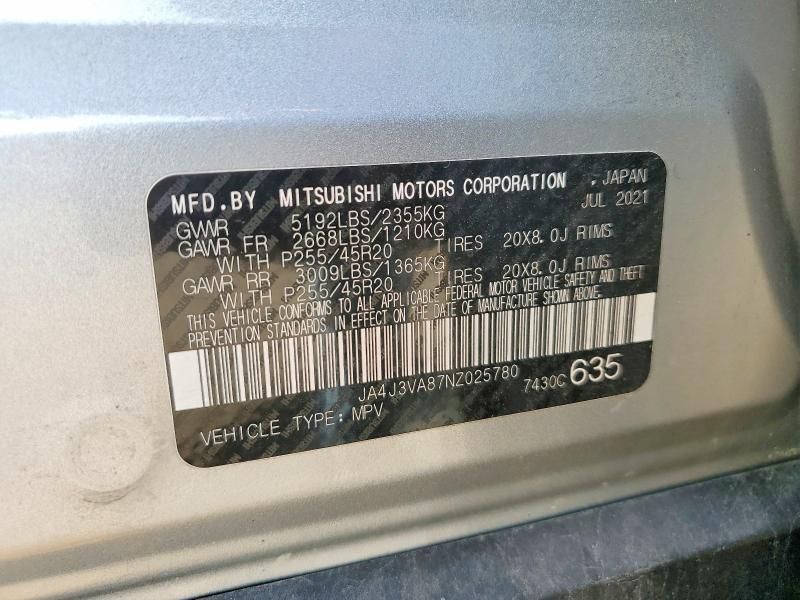 MFD.BY MITSUBISHI MOTORS CORPORATION . JAPAN
JUL 2021
GVWR 5192LBS/2355KG
GAWR FR 2668LBS/1210KG
WITH P255/45R20 TIRES 20X8.0J RIMS
GAWR RR 3009LBS/1365KG
WITH P255/45R20 TIRES 20X8.0J RIMS
THIS VEHICLE CONFORMS TO ALL APPLICABLE FEDERAL MOTOR VEHICLE SAFETY AND THEFT
PREVENTION STANDARDS IN EFFECT ON THE DATE OF MANUFACTURE SHOWN ABOVE.
JA4J3VA87NZ025780 7430C 635
VEHICLE TYPE: MPV